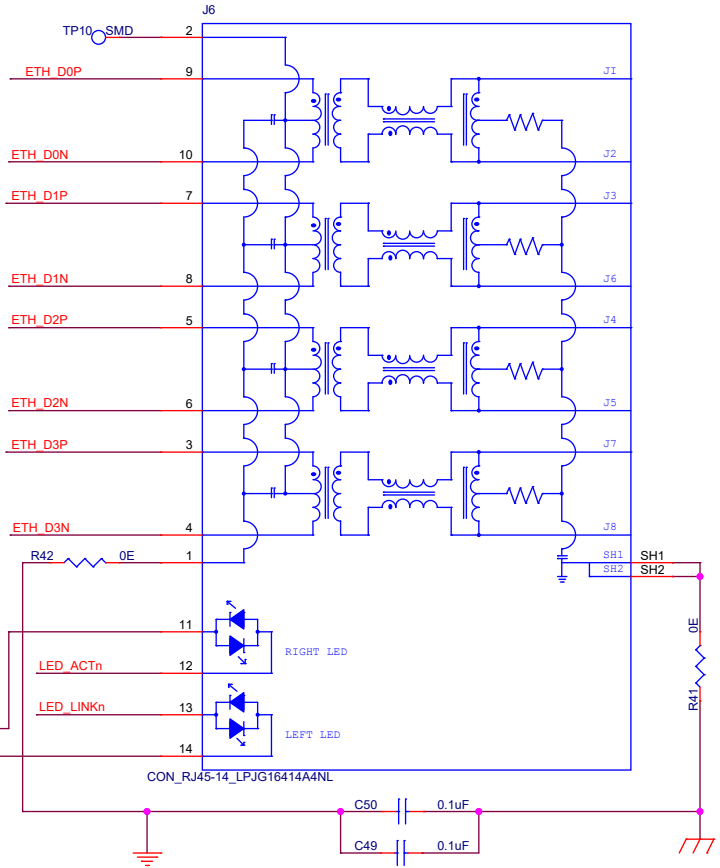 J6
TP10 SMD 2
ETH_D0P 9 J1
ETH_D0N 10 J2
ETH_D1P 7 J3
ETH_D1N 8 J6
ETH_D2P 5 J4
ETH_D2N 6 J5
ETH_D3P 3 J7
ETH_D3N 4 J8
R42 0E 1 SH1 SH1
SH2 SH2
11
RIGHT LED
0E
LED_ACTn 12
R41
LED_LINKn 13
LEFT LED
14
CON_RJ45-14_LPJG16414A4NL
C50 0.1uF
C49 0.1uF